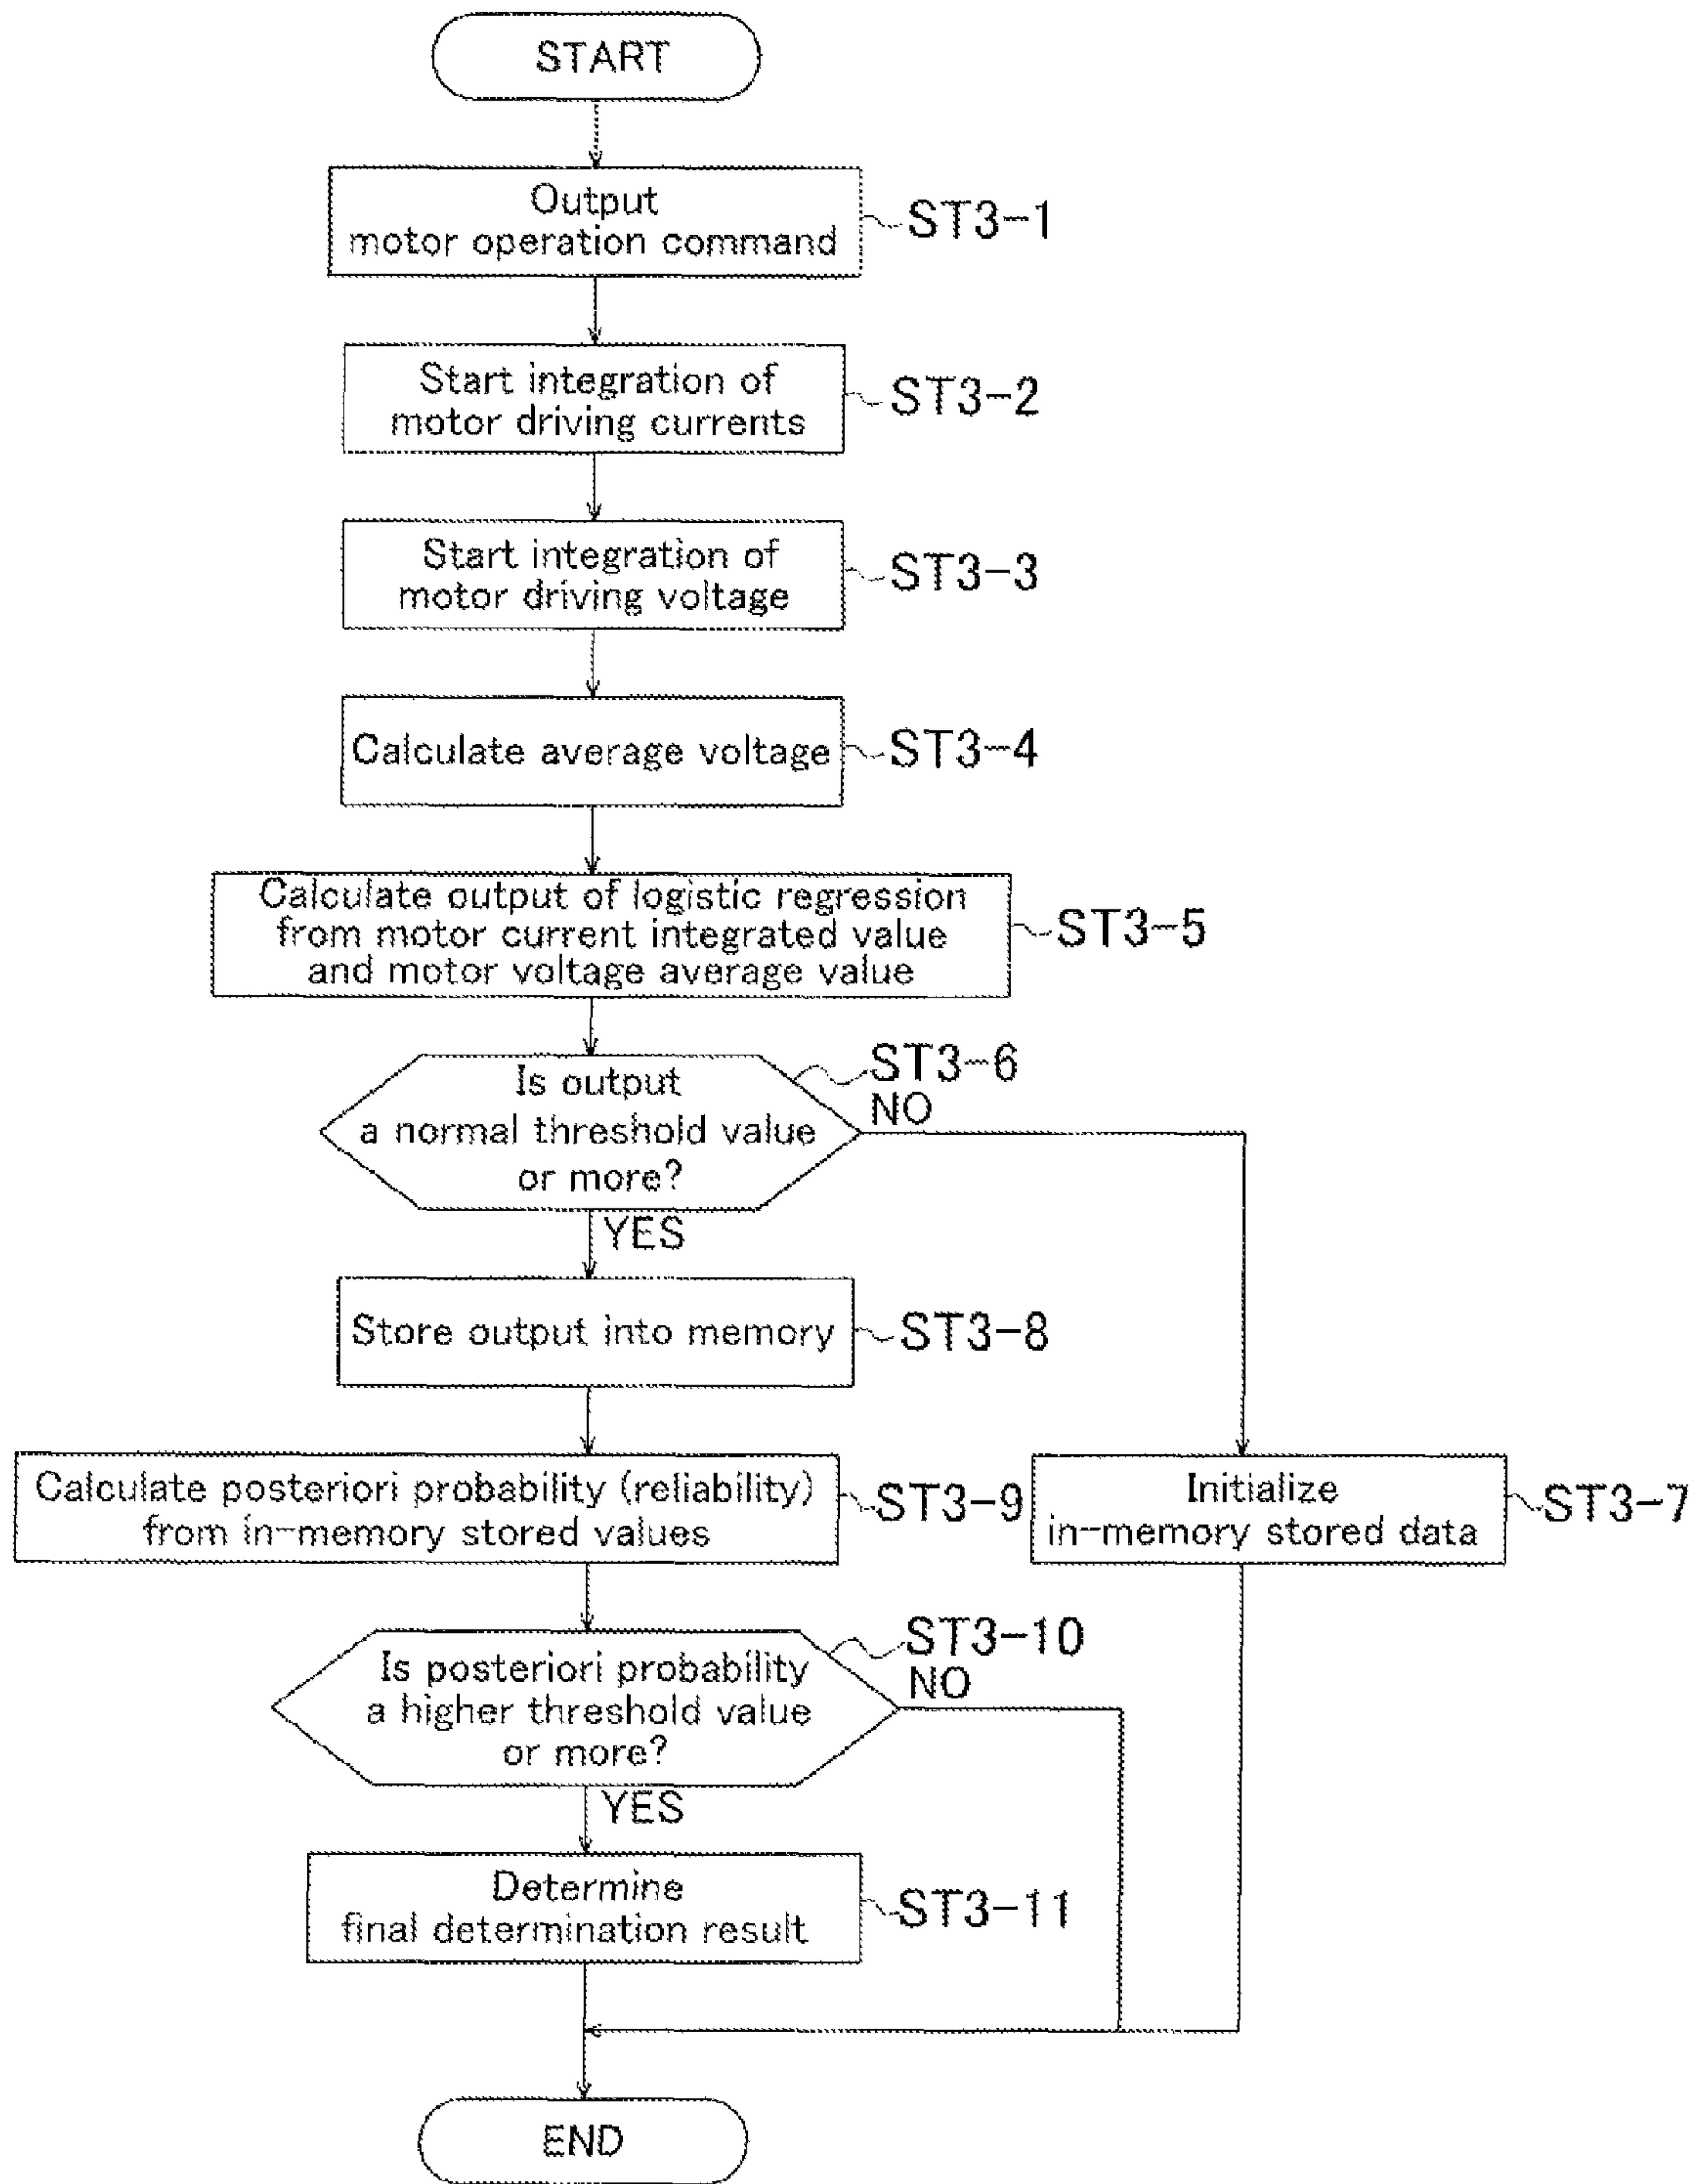 START
Output
motor operation command
ST3-1
Start integration of
motor driving currents
ST3-2
Start integration of
motor driving voltage
ST3-3
Calculate average voltage
ST3-4
Calculate output of logistic regression
from motor current integrated value
and motor voltage average value
ST3-5
Is output
a normal threshold value
or more?
ST3-6
NO
YES
Store output into memory
ST3-8
Calculate posteriori probability (reliability)
from in-memory stored values
ST3-9
Initialize
in-memory stored data
ST3-7
Is posteriori probability
a higher threshold value
or more?
ST3-10
NO
YES
Determine
final determination result
ST3-11
END